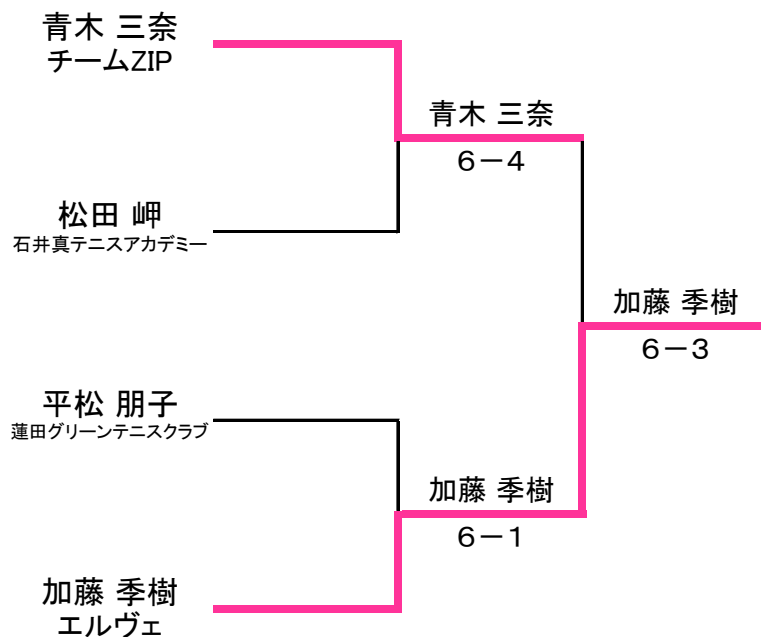 青木 三奈
チームZIP
青木 三奈
6－4
松田 岬
石井真テニスアカデミー
加藤 季樹
6－3
平松 朋子
蓮田グリーンテニスクラブ
加藤 季樹
6－1
加藤 季樹
エルヴェ